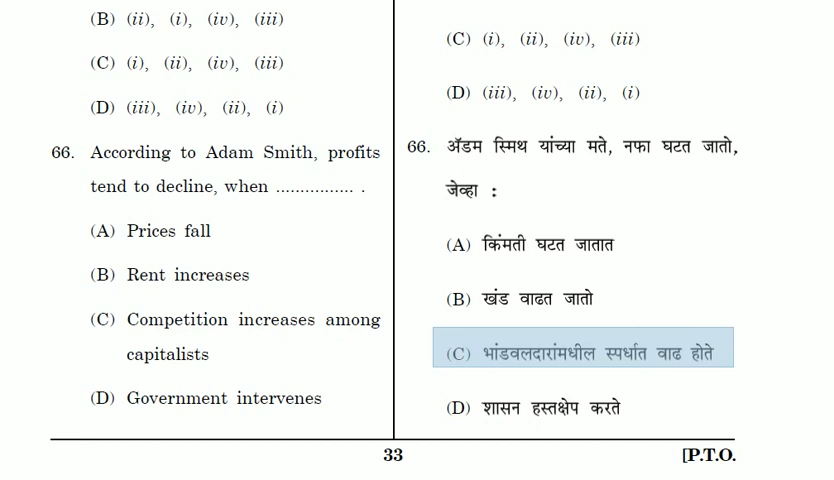 (B) (ii), (i), (iv), (iii)
(C) (i), (ii), (iv), (iii)
(D) (iii), (iv), (ii), (i)
66. According to Adam Smith, profits
tend to decline, when ................ .
(A) Prices fall
(B) Rent increases
(C) Competition increases among
capitalists
(D) Government intervenes
(C) (i), (ii), (iv), (iii)
(D) (iii), (iv), (ii), (i)
66. ॲडम स्मिथ यांच्या मते, नफा घटत जातो,
जेव्हा :
(A) किंमती घटत जातात
(B) खंड वाढत जातो
(C) भांडवलदारांमधील स्पर्धात वाढ होते
(D) शासन हस्तक्षेप करते
33
[P.T.O.